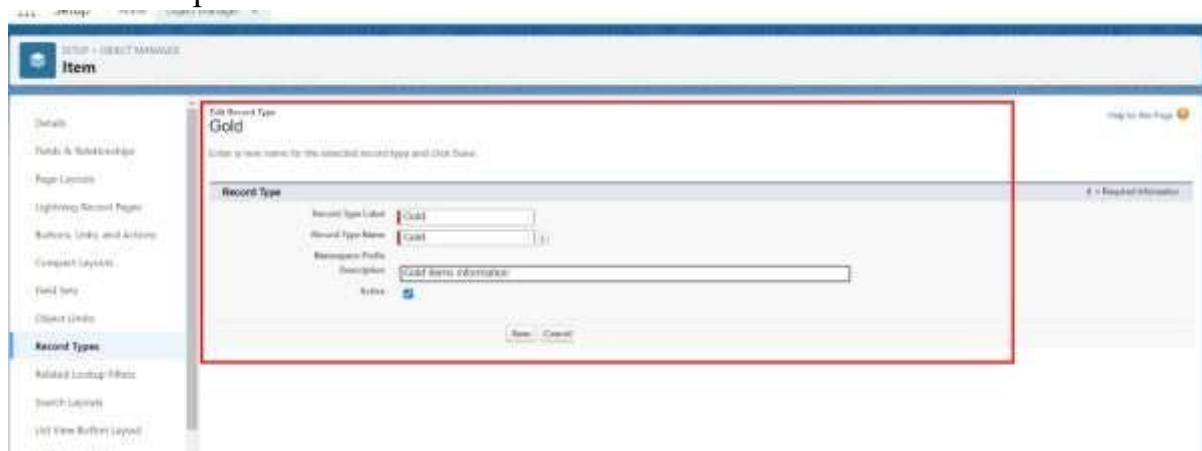 Setup Home Object Manager
SETUP > OBJECT MANAGER
Item
Details
Fields & Relationships
Page Layouts
Lightning Record Pages
Buttons, Links, and Actions
Compact Layouts
Field Sets
Object Limits
Record Types
Related Lookup Filters
Search Layouts
List View Button Layout
Edit Record Type
Gold
Help for this Page
Enter a new name for the selected record type and click Save.
Record Type
= Required Information
Record Type Label Gold
Record Type Name Gold
Namespace Prefix
Description Gold items information
Active
Save Cancel